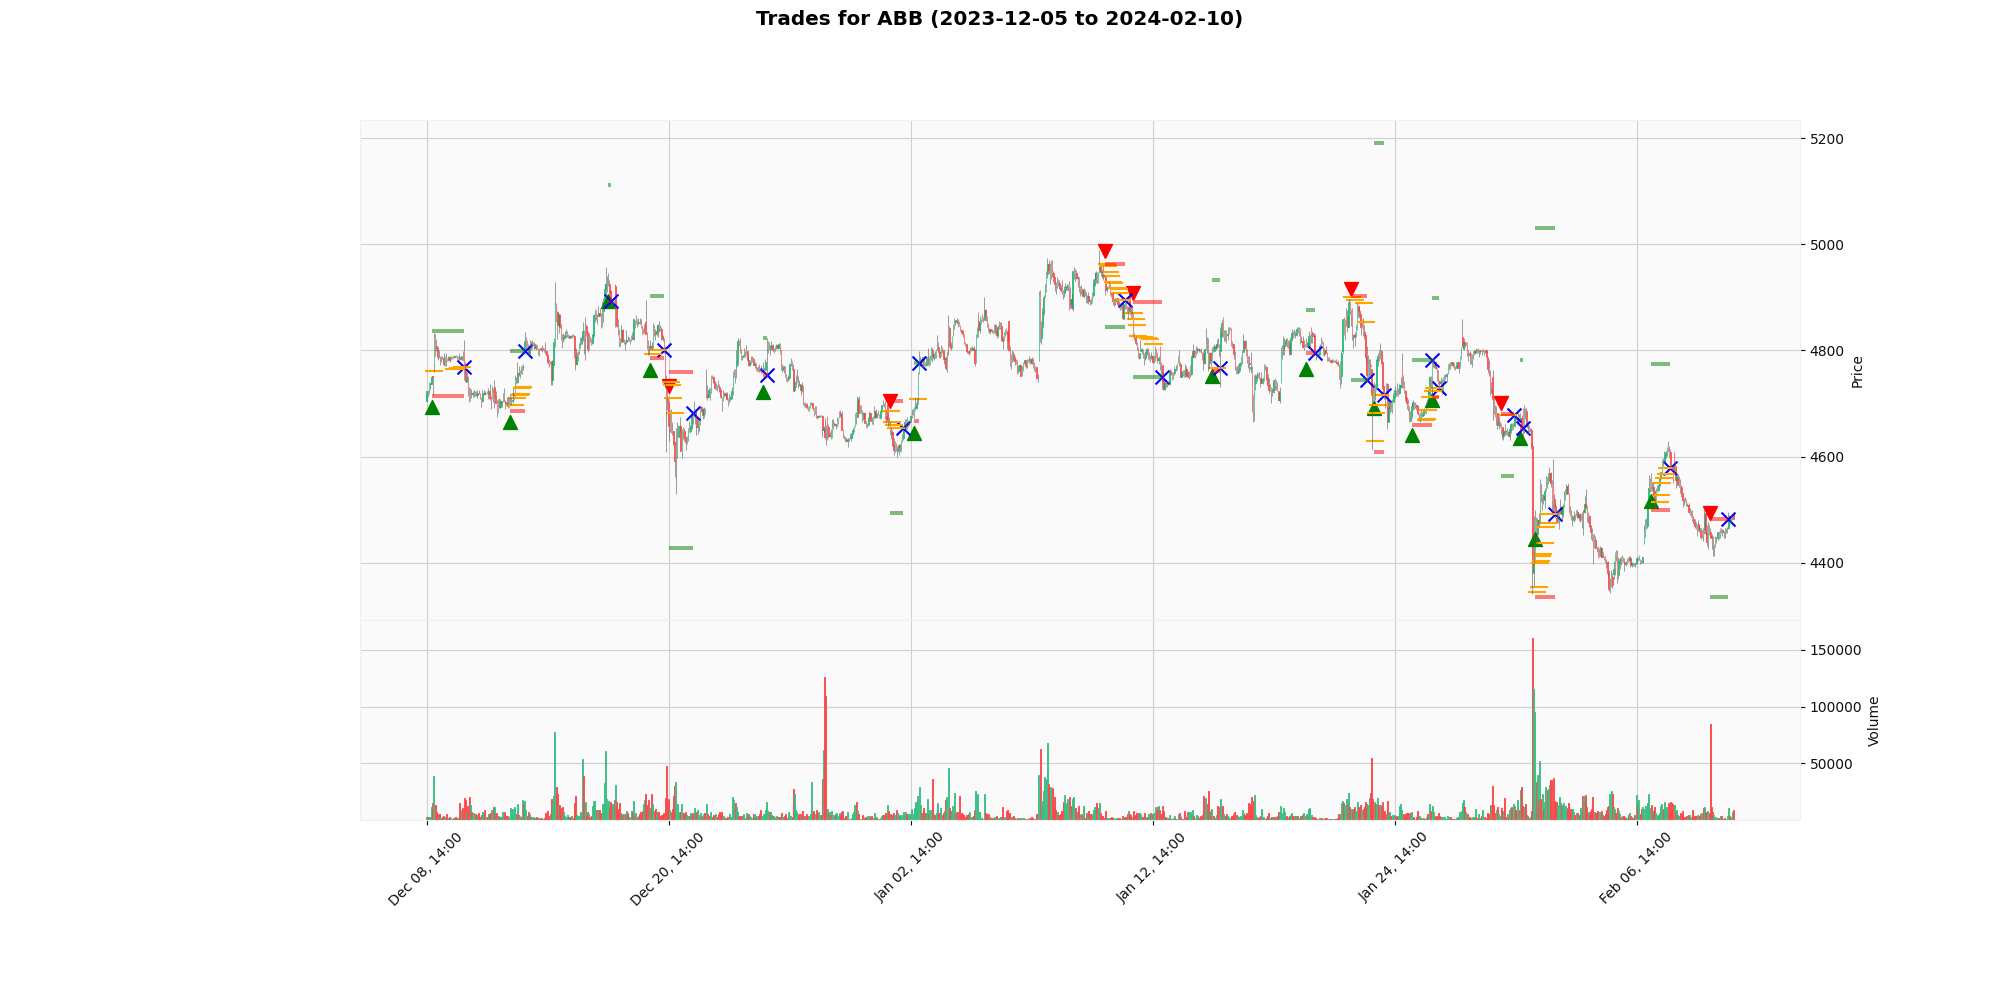 Trades for ABB (2023-12-05 to 2024-02-10)
5200
5000
4800
4600
4400
Price
150000
100000
50000
Volume
Dec 08, 14:00
Dec 20, 14:00
Jan 02, 14:00
Jan 12, 14:00
Jan 24, 14:00
Feb 06, 14:00